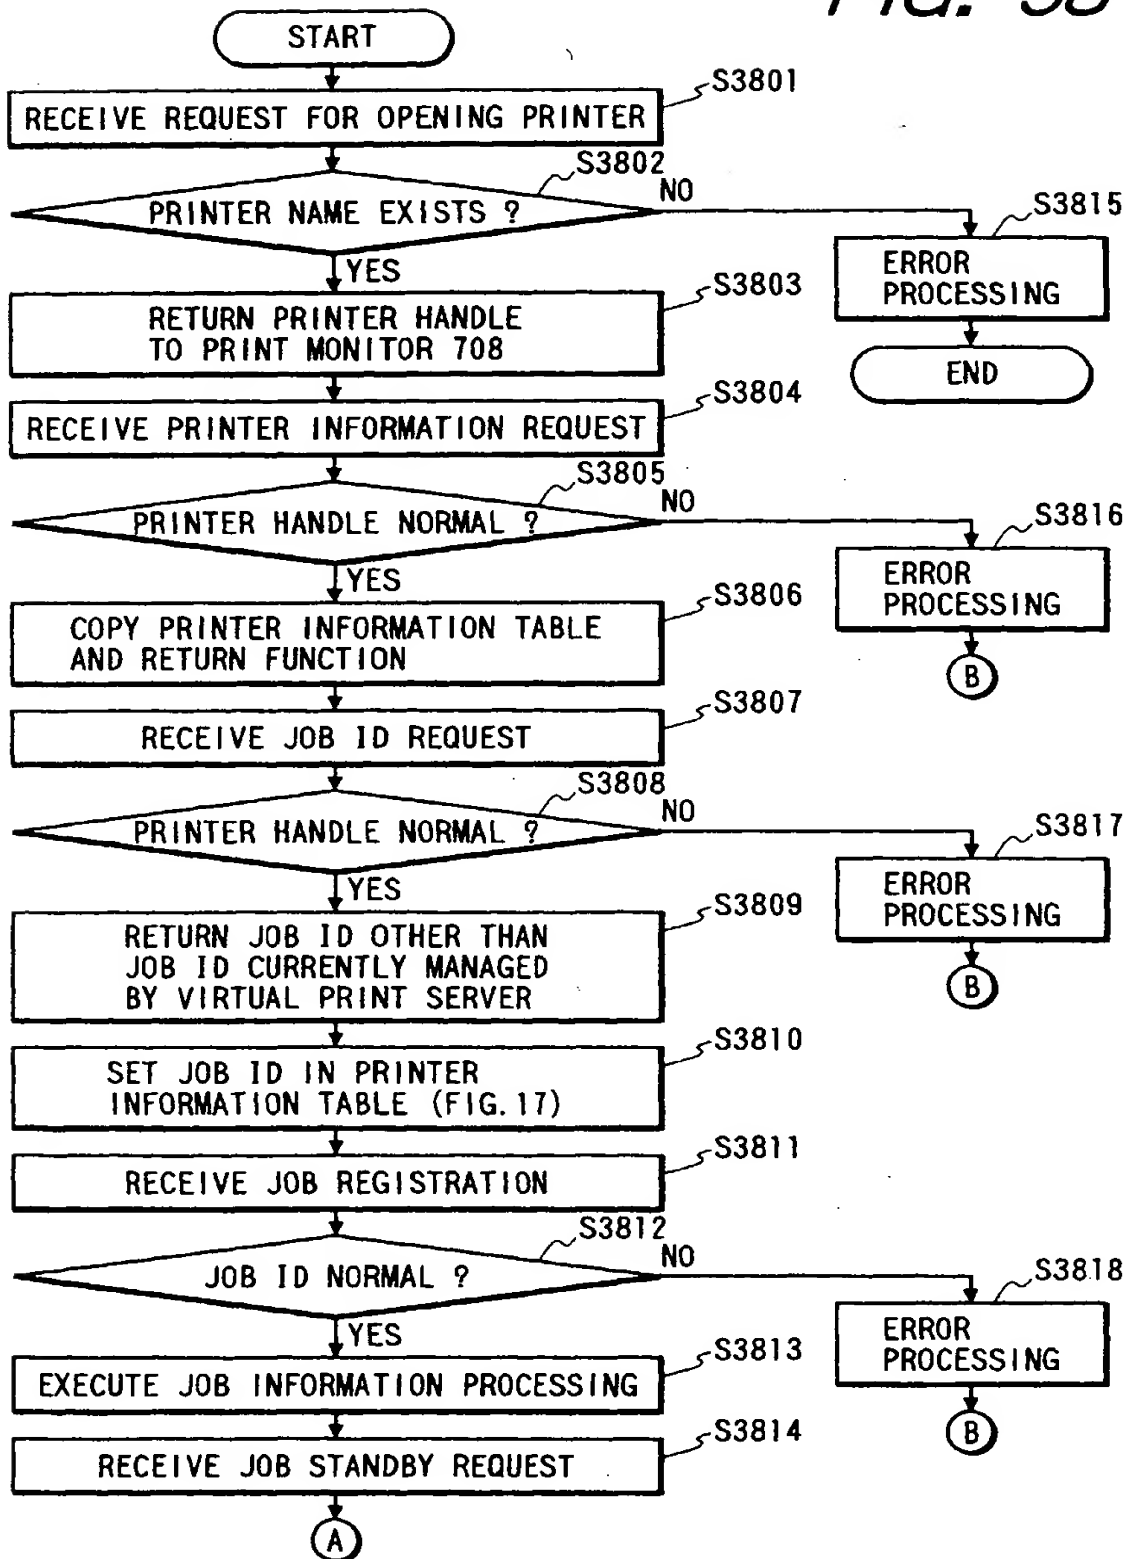 FIG. 38
START
S3801
RECEIVE REQUEST FOR OPENING PRINTER
S3802
PRINTER NAME EXISTS ?
NO
S3815
ERROR
PROCESSING
END
YES
S3803
RETURN PRINTER HANDLE
TO PRINT MONITOR 708
S3804
RECEIVE PRINTER INFORMATION REQUEST
S3805
PRINTER HANDLE NORMAL ?
NO
S3816
ERROR
PROCESSING
B
YES
S3806
COPY PRINTER INFORMATION TABLE
AND RETURN FUNCTION
S3807
RECEIVE JOB ID REQUEST
S3808
PRINTER HANDLE NORMAL ?
NO
S3817
ERROR
PROCESSING
B
YES
S3809
RETURN JOB ID OTHER THAN
JOB ID CURRENTLY MANAGED
BY VIRTUAL PRINT SERVER
S3810
SET JOB ID IN PRINTER
INFORMATION TABLE (FIG. 17)
S3811
RECEIVE JOB REGISTRATION
S3812
JOB ID NORMAL ?
NO
S3818
ERROR
PROCESSING
B
YES
S3813
EXECUTE JOB INFORMATION PROCESSING
S3814
RECEIVE JOB STANDBY REQUEST
A